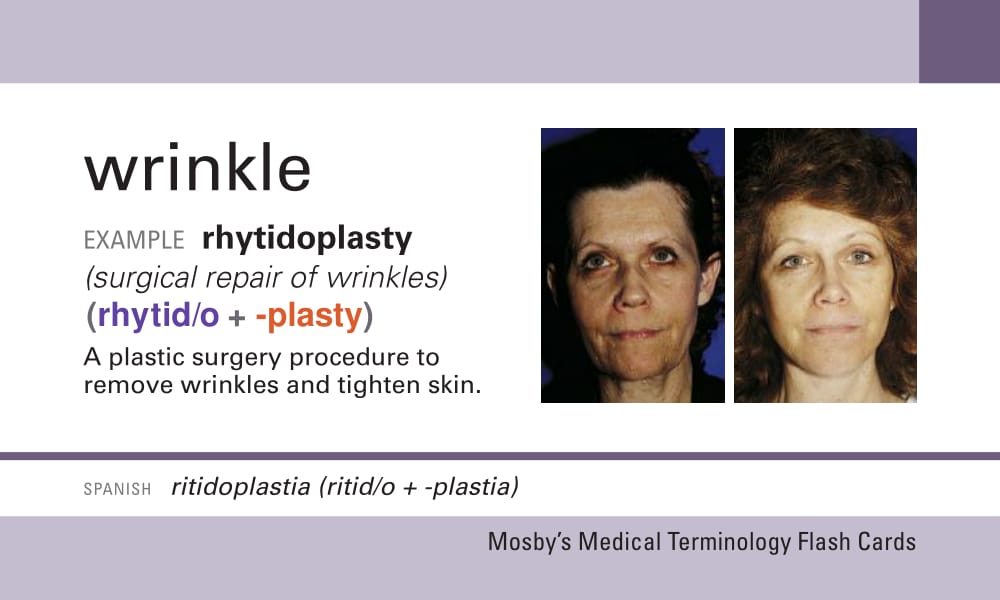 wrinkle
EXAMPLE rhytidoplasty
(surgical repair of wrinkles)
(rhytid/o + -plasty)
A plastic surgery procedure to
remove wrinkles and tighten skin.
SPANISH ritidoplastia (ritid/o + -plastia)
Mosby's Medical Terminology Flash Cards